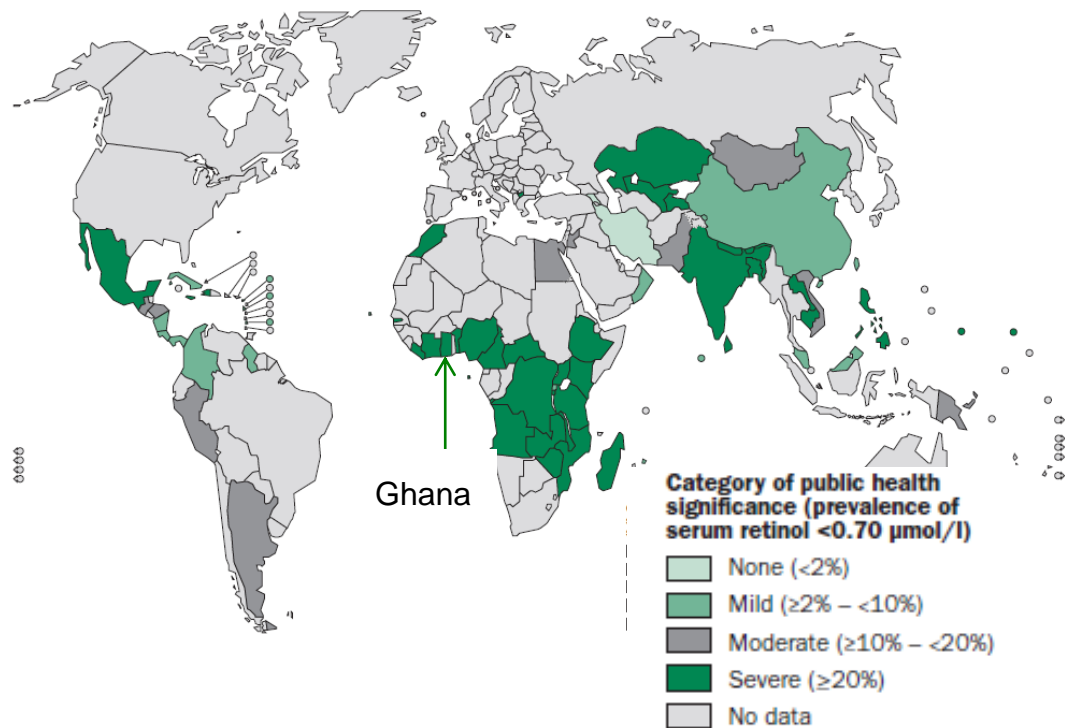 Ghana
Category of public health
significance (prevalence of
serum retinol <0.70 µmol/l)
None (<2%)
Mild (≥2% – <10%)
Moderate (≥10% – <20%)
Severe (≥20%)
No data